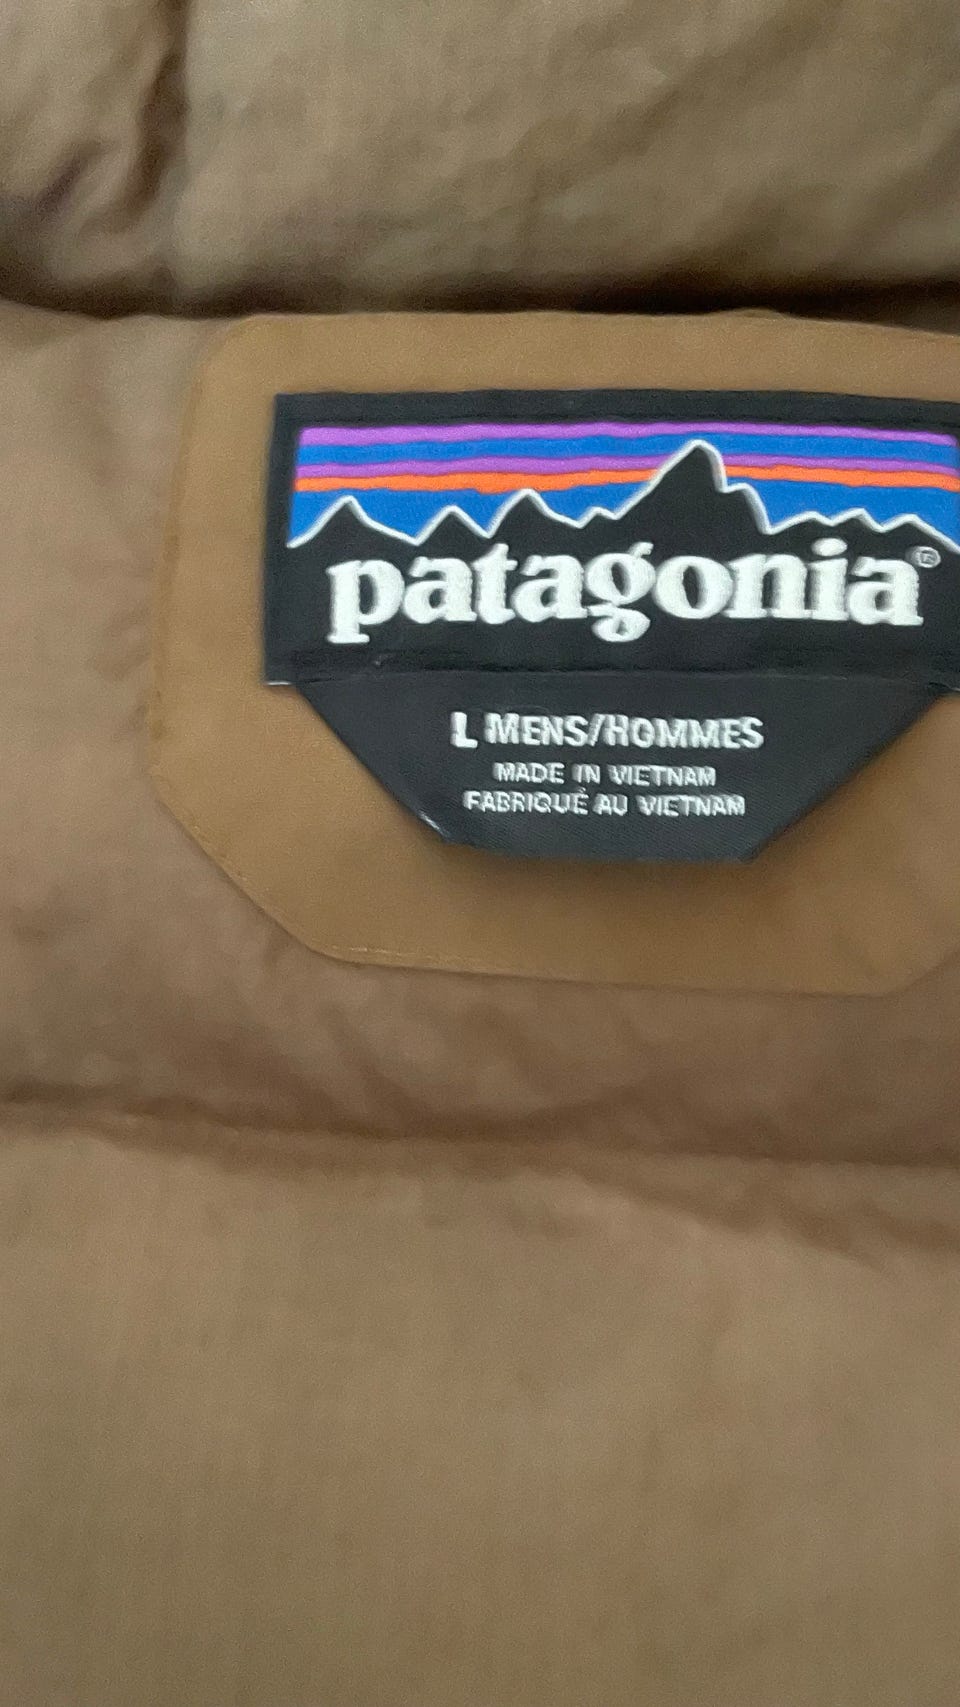 patagonia®
L MENS/HOMMES
MADE IN VIETNAM
FABRIQUÉ AU VIETNAM